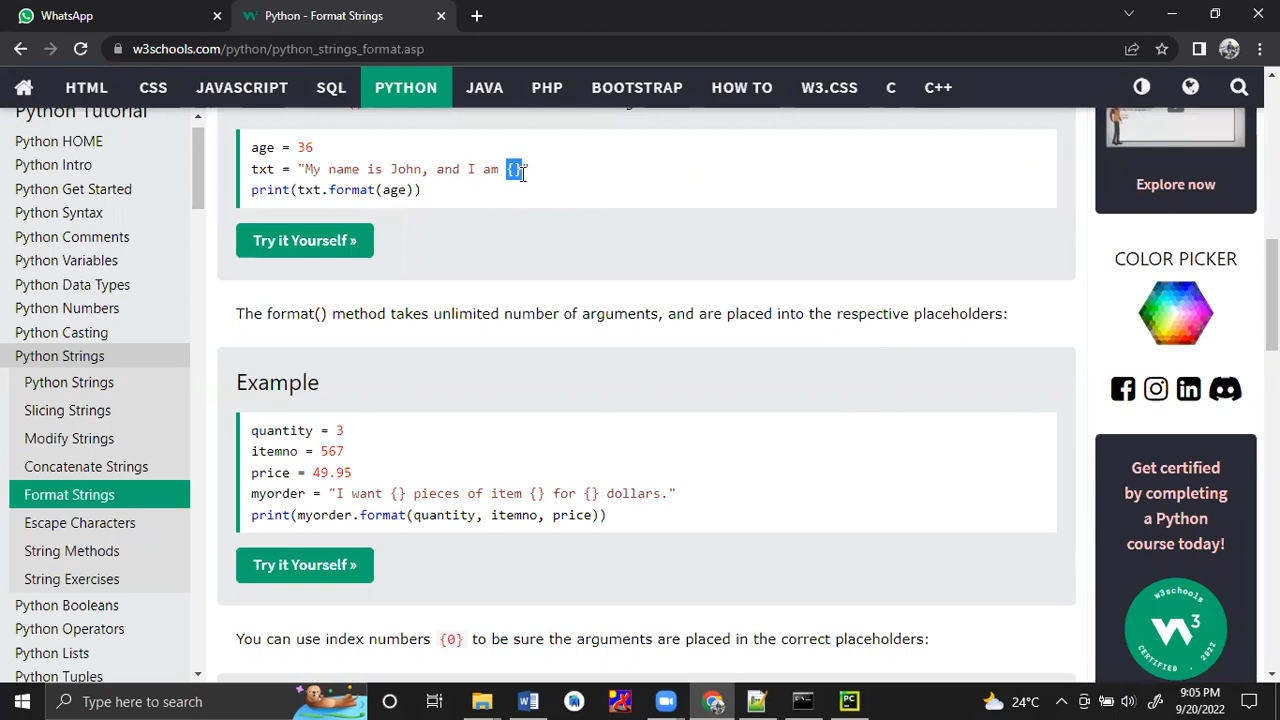 WhatsApp
Python - Format Strings
w3schools.com/python/python_strings_format.asp
HTML CSS JAVASCRIPT SQL PYTHON JAVA PHP BOOTSTRAP HOW TO W3.CSS C C++
Python Tutorial
Python HOME
Python Intro
Python Get Started
Python Syntax
Python Comments
Python Variables
Python Data Types
Python Numbers
Python Casting
Python Strings
Python Strings
Slicing Strings
Modify Strings
Concatenate Strings
Format Strings
Escape Characters
String Methods
String Exercises
Python Booleans
Python Operators
Python Lists
Python Tuples
age = 36
txt = "My name is John, and I am {}"
print(txt.format(age))
Try it Yourself »
The format() method takes unlimited number of arguments, and are placed into the respective placeholders:
Example
quantity = 3
itemno = 567
price = 49.95
myorder = "I want {} pieces of item {} for {} dollars."
print(myorder.format(quantity, itemno, price))
Try it Yourself »
You can use index numbers {0} to be sure the arguments are placed in the correct placeholders:
Explore now
COLOR PICKER
Get certified
by completing
a Python
course today!
w3schools
W3
CERTIFIED . 2022
Type here to search
24°C
9:05 PM
9/20/2022